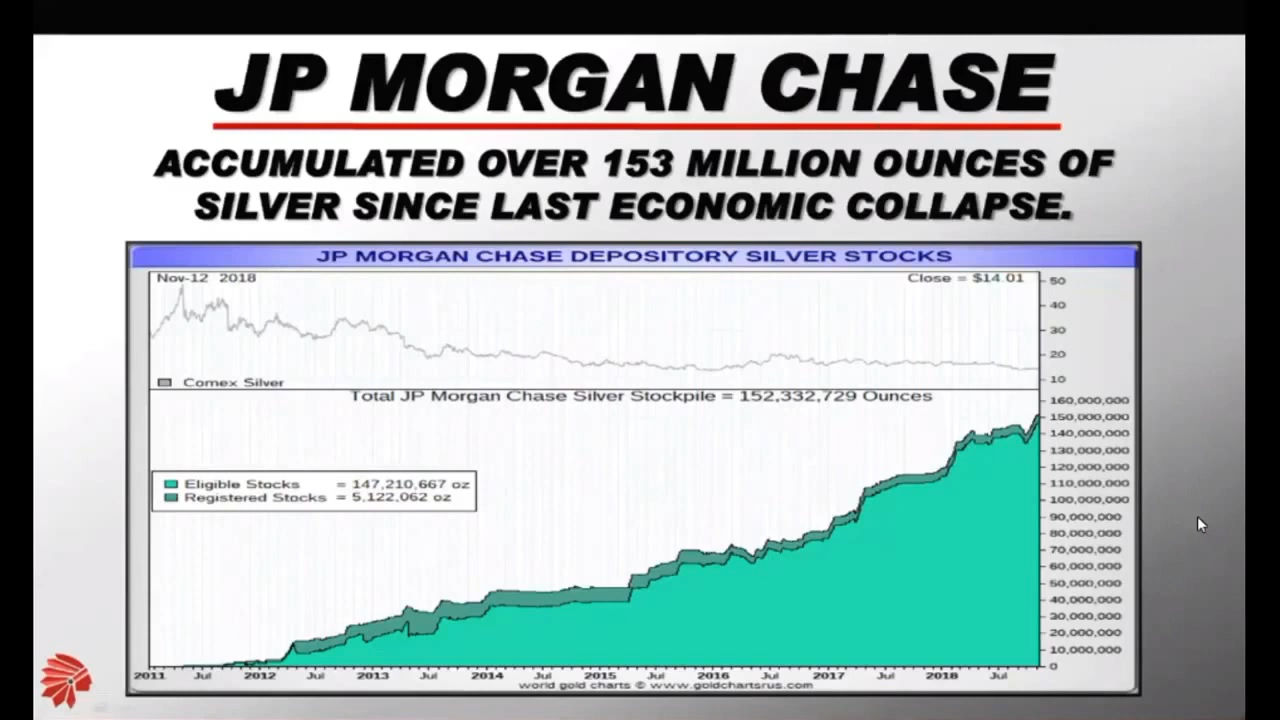 JP MORGAN CHASE
ACCUMULATED OVER 153 MILLION OUNCES OF
SILVER SINCE LAST ECONOMIC COLLAPSE.
JP MORGAN CHASE DEPOSITORY SILVER STOCKS
Nov-12 2018 Close = $14.01
50
40
30
20
10
Comex Silver
Total JP Morgan Chase Silver Stockpile = 152,332,729 Ounces
160,000,000
150,000,000
140,000,000
130,000,000
120,000,000
110,000,000
100,000,000
90,000,000
80,000,000
70,000,000
60,000,000
50,000,000
40,000,000
30,000,000
20,000,000
10,000,000
0
Eligible Stocks = 147,210,667 oz
Registered Stocks = 5,122,062 oz
2011 Jul 2012 Jul 2013 Jul 2014 Jul 2015 Jul 2016 Jul 2017 Jul 2018 Jul
world gold charts © www.goldchartsrus.com